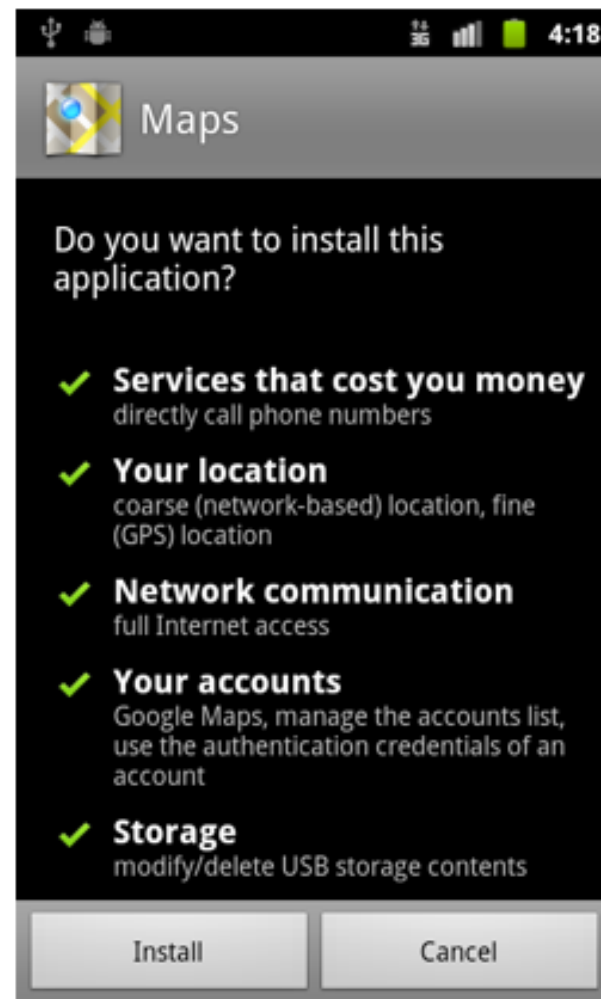 3G 4:18
Maps
Do you want to install this
application?
Services that cost you money
directly call phone numbers
Your location
coarse (network-based) location, fine
(GPS) location
Network communication
full Internet access
Your accounts
Google Maps, manage the accounts list,
use the authentication credentials of an
account
Storage
modify/delete USB storage contents
Install Cancel